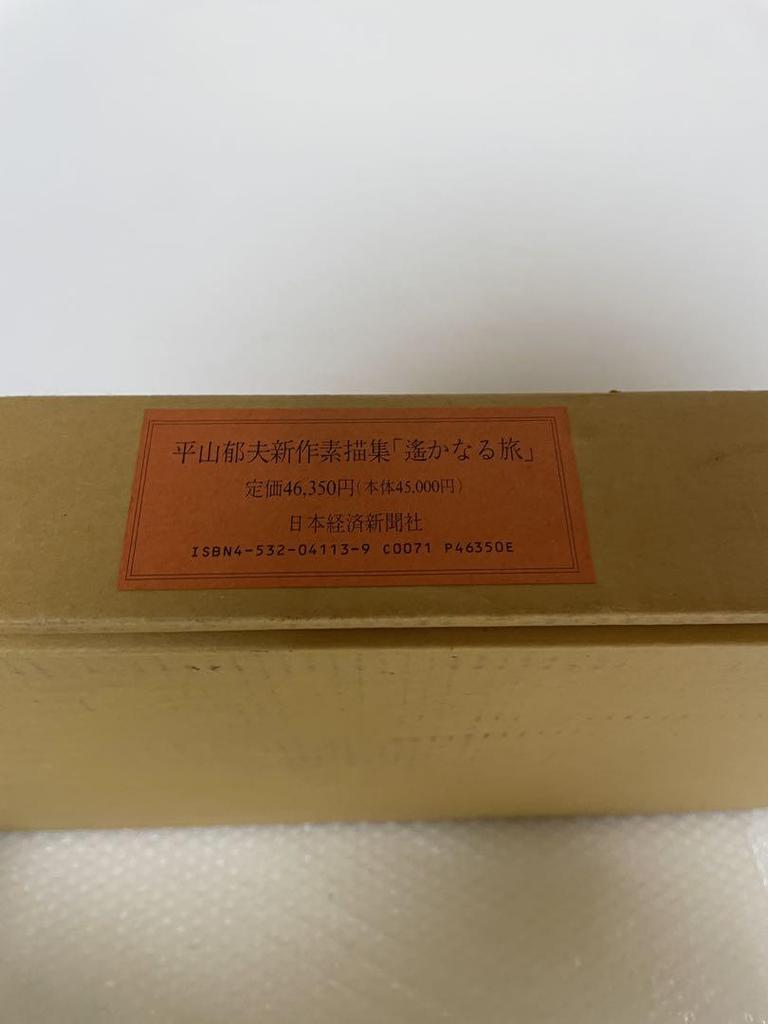 平山郁夫新作素描集「遙かなる旅」
定価46,350円(本体45,000円)
日本経済新聞社
ISBN4-532-04113-9 C0071 P46350E